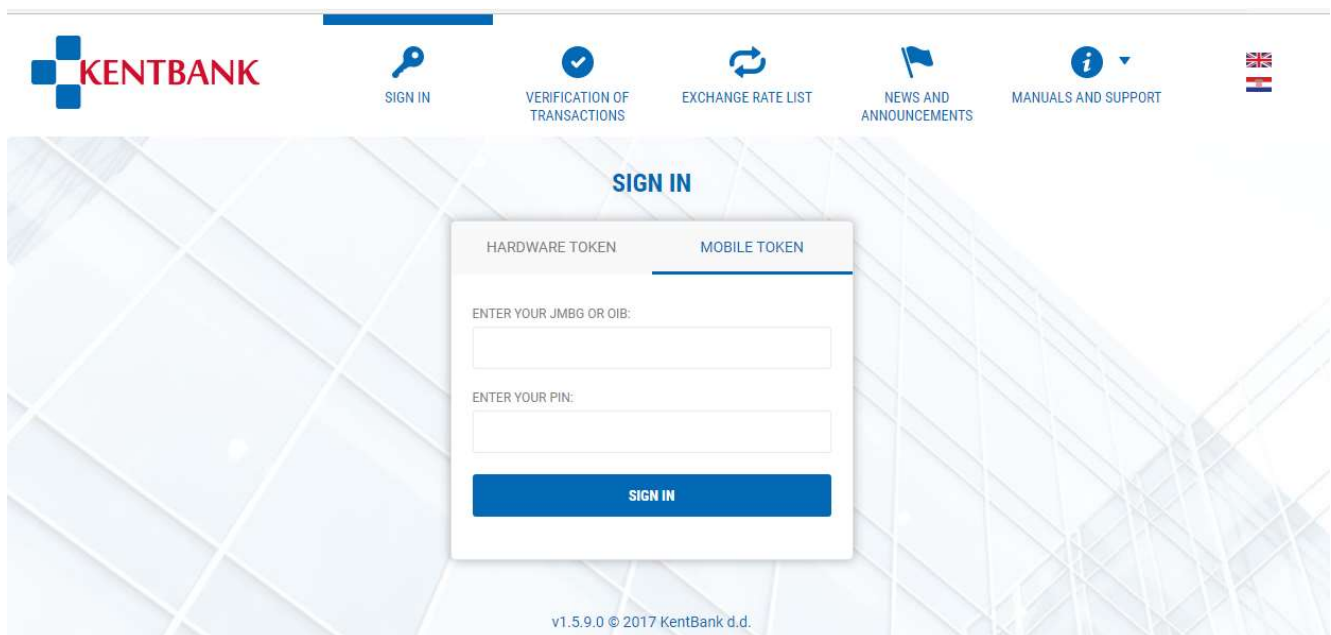 KENTBANK
SIGN IN
VERIFICATION OF
TRANSACTIONS
EXCHANGE RATE LIST
NEWS AND
ANNOUNCEMENTS
MANUALS AND SUPPORT
SIGN IN
HARDWARE TOKEN
MOBILE TOKEN
ENTER YOUR JMBG OR OIB:
ENTER YOUR PIN:
SIGN IN
v1.5.9.0 © 2017 KentBank d.d.